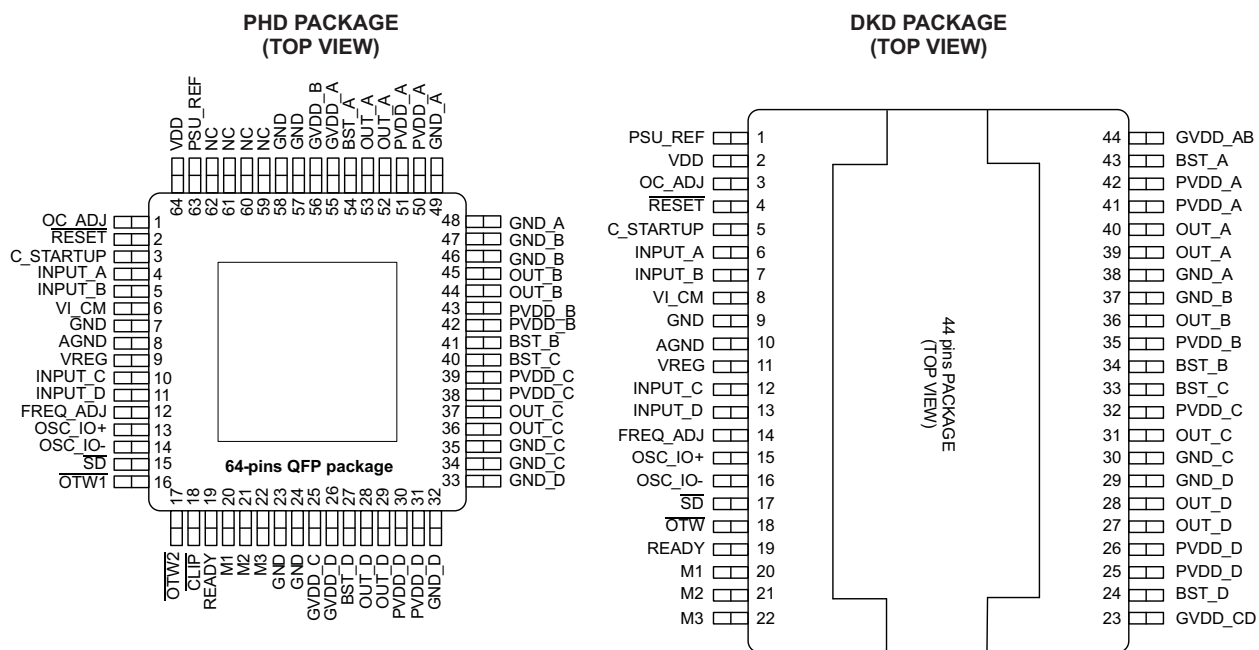 PHD PACKAGE
(TOP VIEW)
VDD
PSU_REF
NC
NC
NC
NC
GND
GND
GVDD_B
GVDD_A
BST_A
OUT_A
OUT_A
PVDD_A
PVDD_A
GND_A
64
63
62
61
60
59
58
57
56
55
54
53
52
51
50
49
OC_ADJ 1
RESET 2
C_STARTUP 3
INPUT_A 4
INPUT_B 5
VI_CM 6
GND 7
AGND 8
VREG 9
INPUT_C 10
INPUT_D 11
FREQ_ADJ 12
OSC_IO+ 13
OSC_IO- 14
SD 15
OTW1 16
48 GND_A
47 GND_B
46 GND_B
45 OUT_B
44 OUT_B
43 PVDD_B
42 PVDD_B
41 BST_B
40 BST_C
39 PVDD_C
38 PVDD_C
37 OUT_C
36 OUT_C
35 GND_C
34 GND_C
33 GND_D
64-pins QFP package
17
18
19
20
21
22
23
24
25
26
27
28
29
30
31
32
OTW2
CLIP
READY
M1
M2
M3
GND
GND
GVDD_C
GVDD_D
BST_D
OUT_D
OUT_D
PVDD_D
PVDD_D
GND_D
DKD PACKAGE
(TOP VIEW)
PSU_REF 1
VDD 2
OC_ADJ 3
RESET 4
C_STARTUP 5
INPUT_A 6
INPUT_B 7
VI_CM 8
GND 9
AGND 10
VREG 11
INPUT_C 12
INPUT_D 13
FREQ_ADJ 14
OSC_IO+ 15
OSC_IO- 16
SD 17
OTW 18
READY 19
M1 20
M2 21
M3 22
44 pins PACKAGE
(TOP VIEW)
44 GVDD_AB
43 BST_A
42 PVDD_A
41 PVDD_A
40 OUT_A
39 OUT_A
38 GND_A
37 GND_B
36 OUT_B
35 PVDD_B
34 BST_B
33 BST_C
32 PVDD_C
31 OUT_C
30 GND_C
29 GND_D
28 OUT_D
27 OUT_D
26 PVDD_D
25 PVDD_D
24 BST_D
23 GVDD_CD